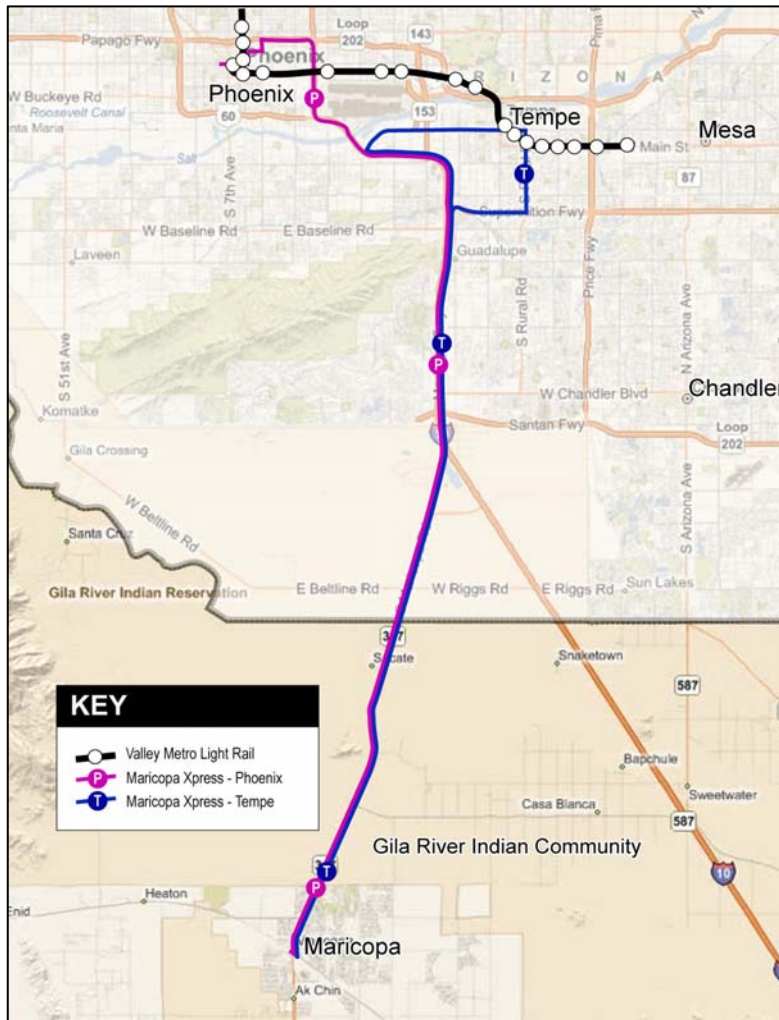 Loop
202
143
Papago Fwy
Phoenix
Phoenix
W Buckeye Rd
Roosevelt Canal
Salt
60
153
ARIZONA
Tempe
Mesa
Main St
87
S 7th Ave
Superstition Fwy
W Baseline Rd
E Baseline Rd
Laveen
Guadalupe
S Rural Rd
Price Fwy
N Arizona Ave
S 51st Ave
W Chandler Blvd
Chandler
Komatke
Santan Fwy
Loop
202
Gila Crossing
W Beltline Rd
S Arizona Ave
Santa Cruz
E Beltline Rd
W Riggs Rd
E Riggs Rd
Sun Lakes
Gila River Indian Reservation
Snaketown
587
KEY
Valley Metro Light Rail
P
Maricopa Xpress - Phoenix
T
Maricopa Xpress - Tempe
Bapchule
Sweetwater
Casa Blanca
587
Gila River Indian Community
10
Heaton
Enid
Maricopa
Ak Chin
P
T
T
P
T
P